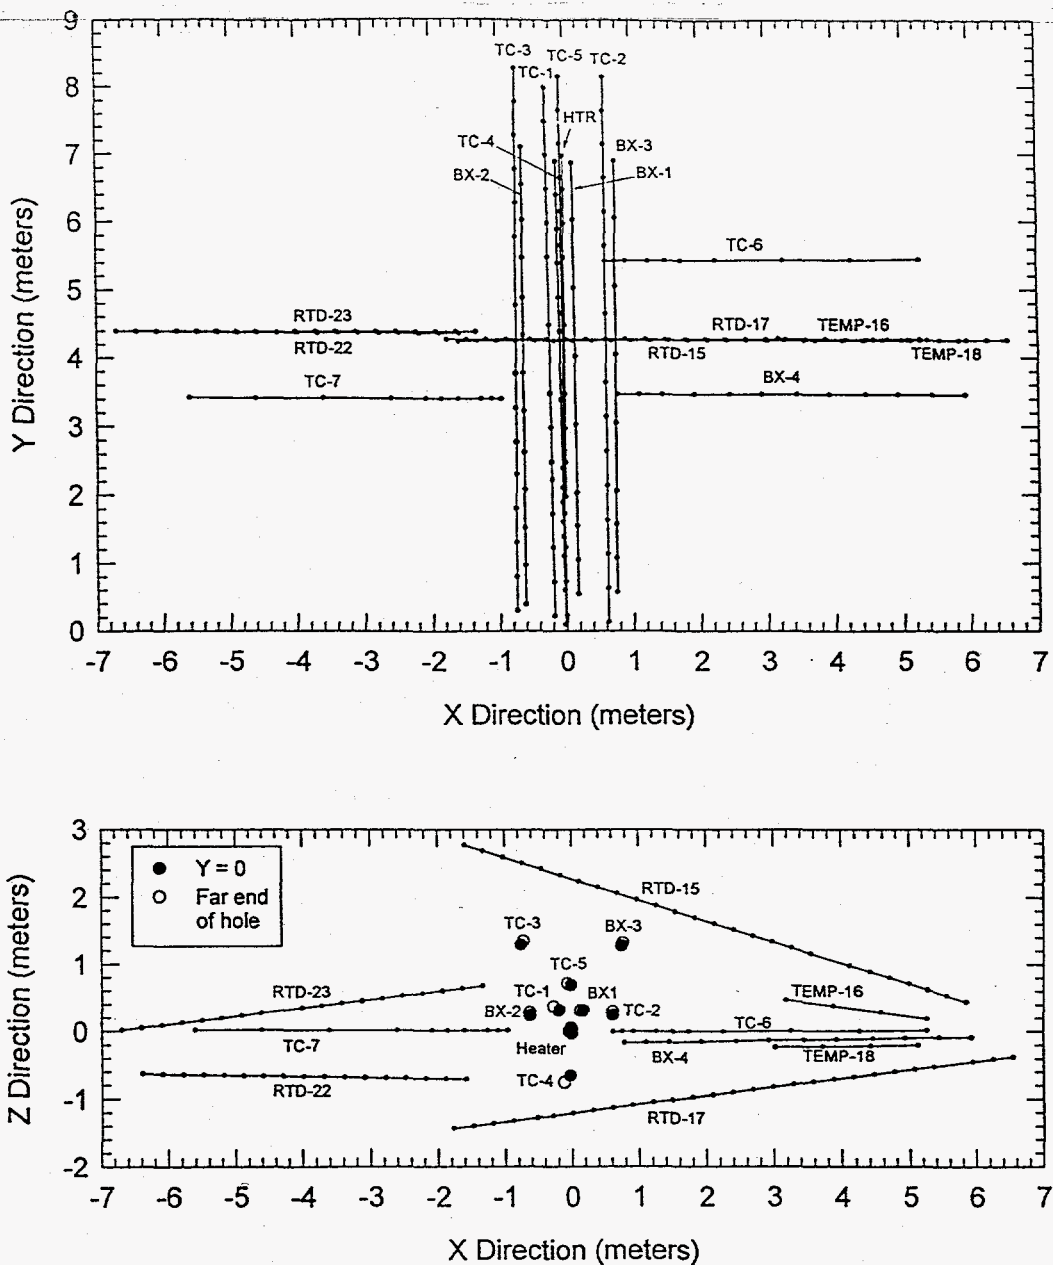 9
8
7
6
5
4
3
2
1
0
Y Direction (meters)
TC-3
TC-5
TC-2
TC-1
HTR
TC-4
BX-3
BX-2
BX-1
TC-6
RTD-23
RTD-17
TEMP-16
RTD-22
RTD-15
TEMP-18
TC-7
BX-4
-7 -6 -5 -4 -3 -2 -1 0 1 2 3 4 5 6 7
X Direction (meters)
3
2
1
0
-1
-2
Z Direction (meters)
Y = 0
Far end
of hole
RTD-15
TC-3
BX-3
TC-5
RTD-23
TC-1
BX1
TEMP-16
BX-2
TC-2
TC-6
TC-7
Heater
BX-4
TEMP-18
TC-4
RTD-22
RTD-17
-7 -6 -5 -4 -3 -2 -1 0 1 2 3 4 5 6 7
X Direction (meters)